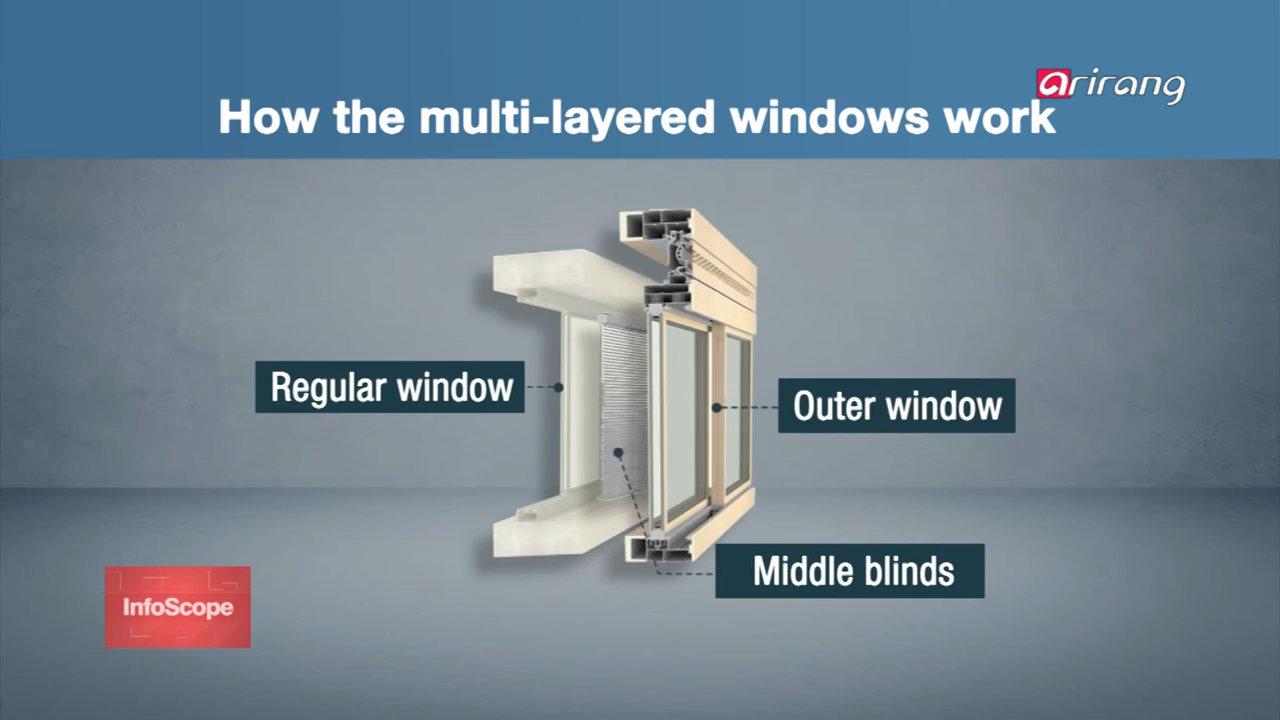 arirang
How the multi-layered windows work
Regular window
Outer window
Middle blinds
InfoScope